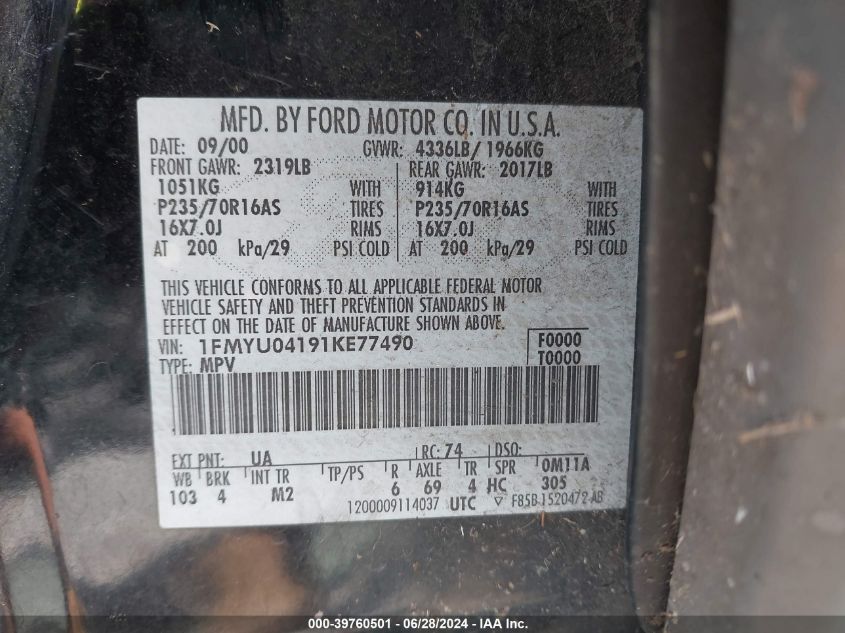 MFD. BY FORD MOTOR CO. IN U.S.A.
DATE: 09/00 GVWR: 4336LB/ 1966KG
FRONT GAWR: 2319LB REAR GAWR: 2017LB
1051KG WITH 914KG WITH
P235/70R16AS TIRES P235/70R16AS TIRES
16X7.0J RIMS 16X7.0J RIMS
AT 200 kPa/29 PSI COLD AT 200 kPa/29 PSI COLD
THIS VEHICLE CONFORMS TO ALL APPLICABLE FEDERAL MOTOR
VEHICLE SAFETY AND THEFT PREVENTION STANDARDS IN
EFFECT ON THE DATE OF MANUFACTURE SHOWN ABOVE.
VIN: 1FMYU04191KE77490 F0000
TYPE: MPV T0000
EXT PNT: UA RC: 74 DSO:
WB BRK INT TR TP/PS R AXLE TR SPR 0M11A
103 4 M2 6 69 4 HC 305
1200009114037 UTC ▽ F85B 1520472 AB
000-39760501 - 06/28/2024 - IAA Inc.